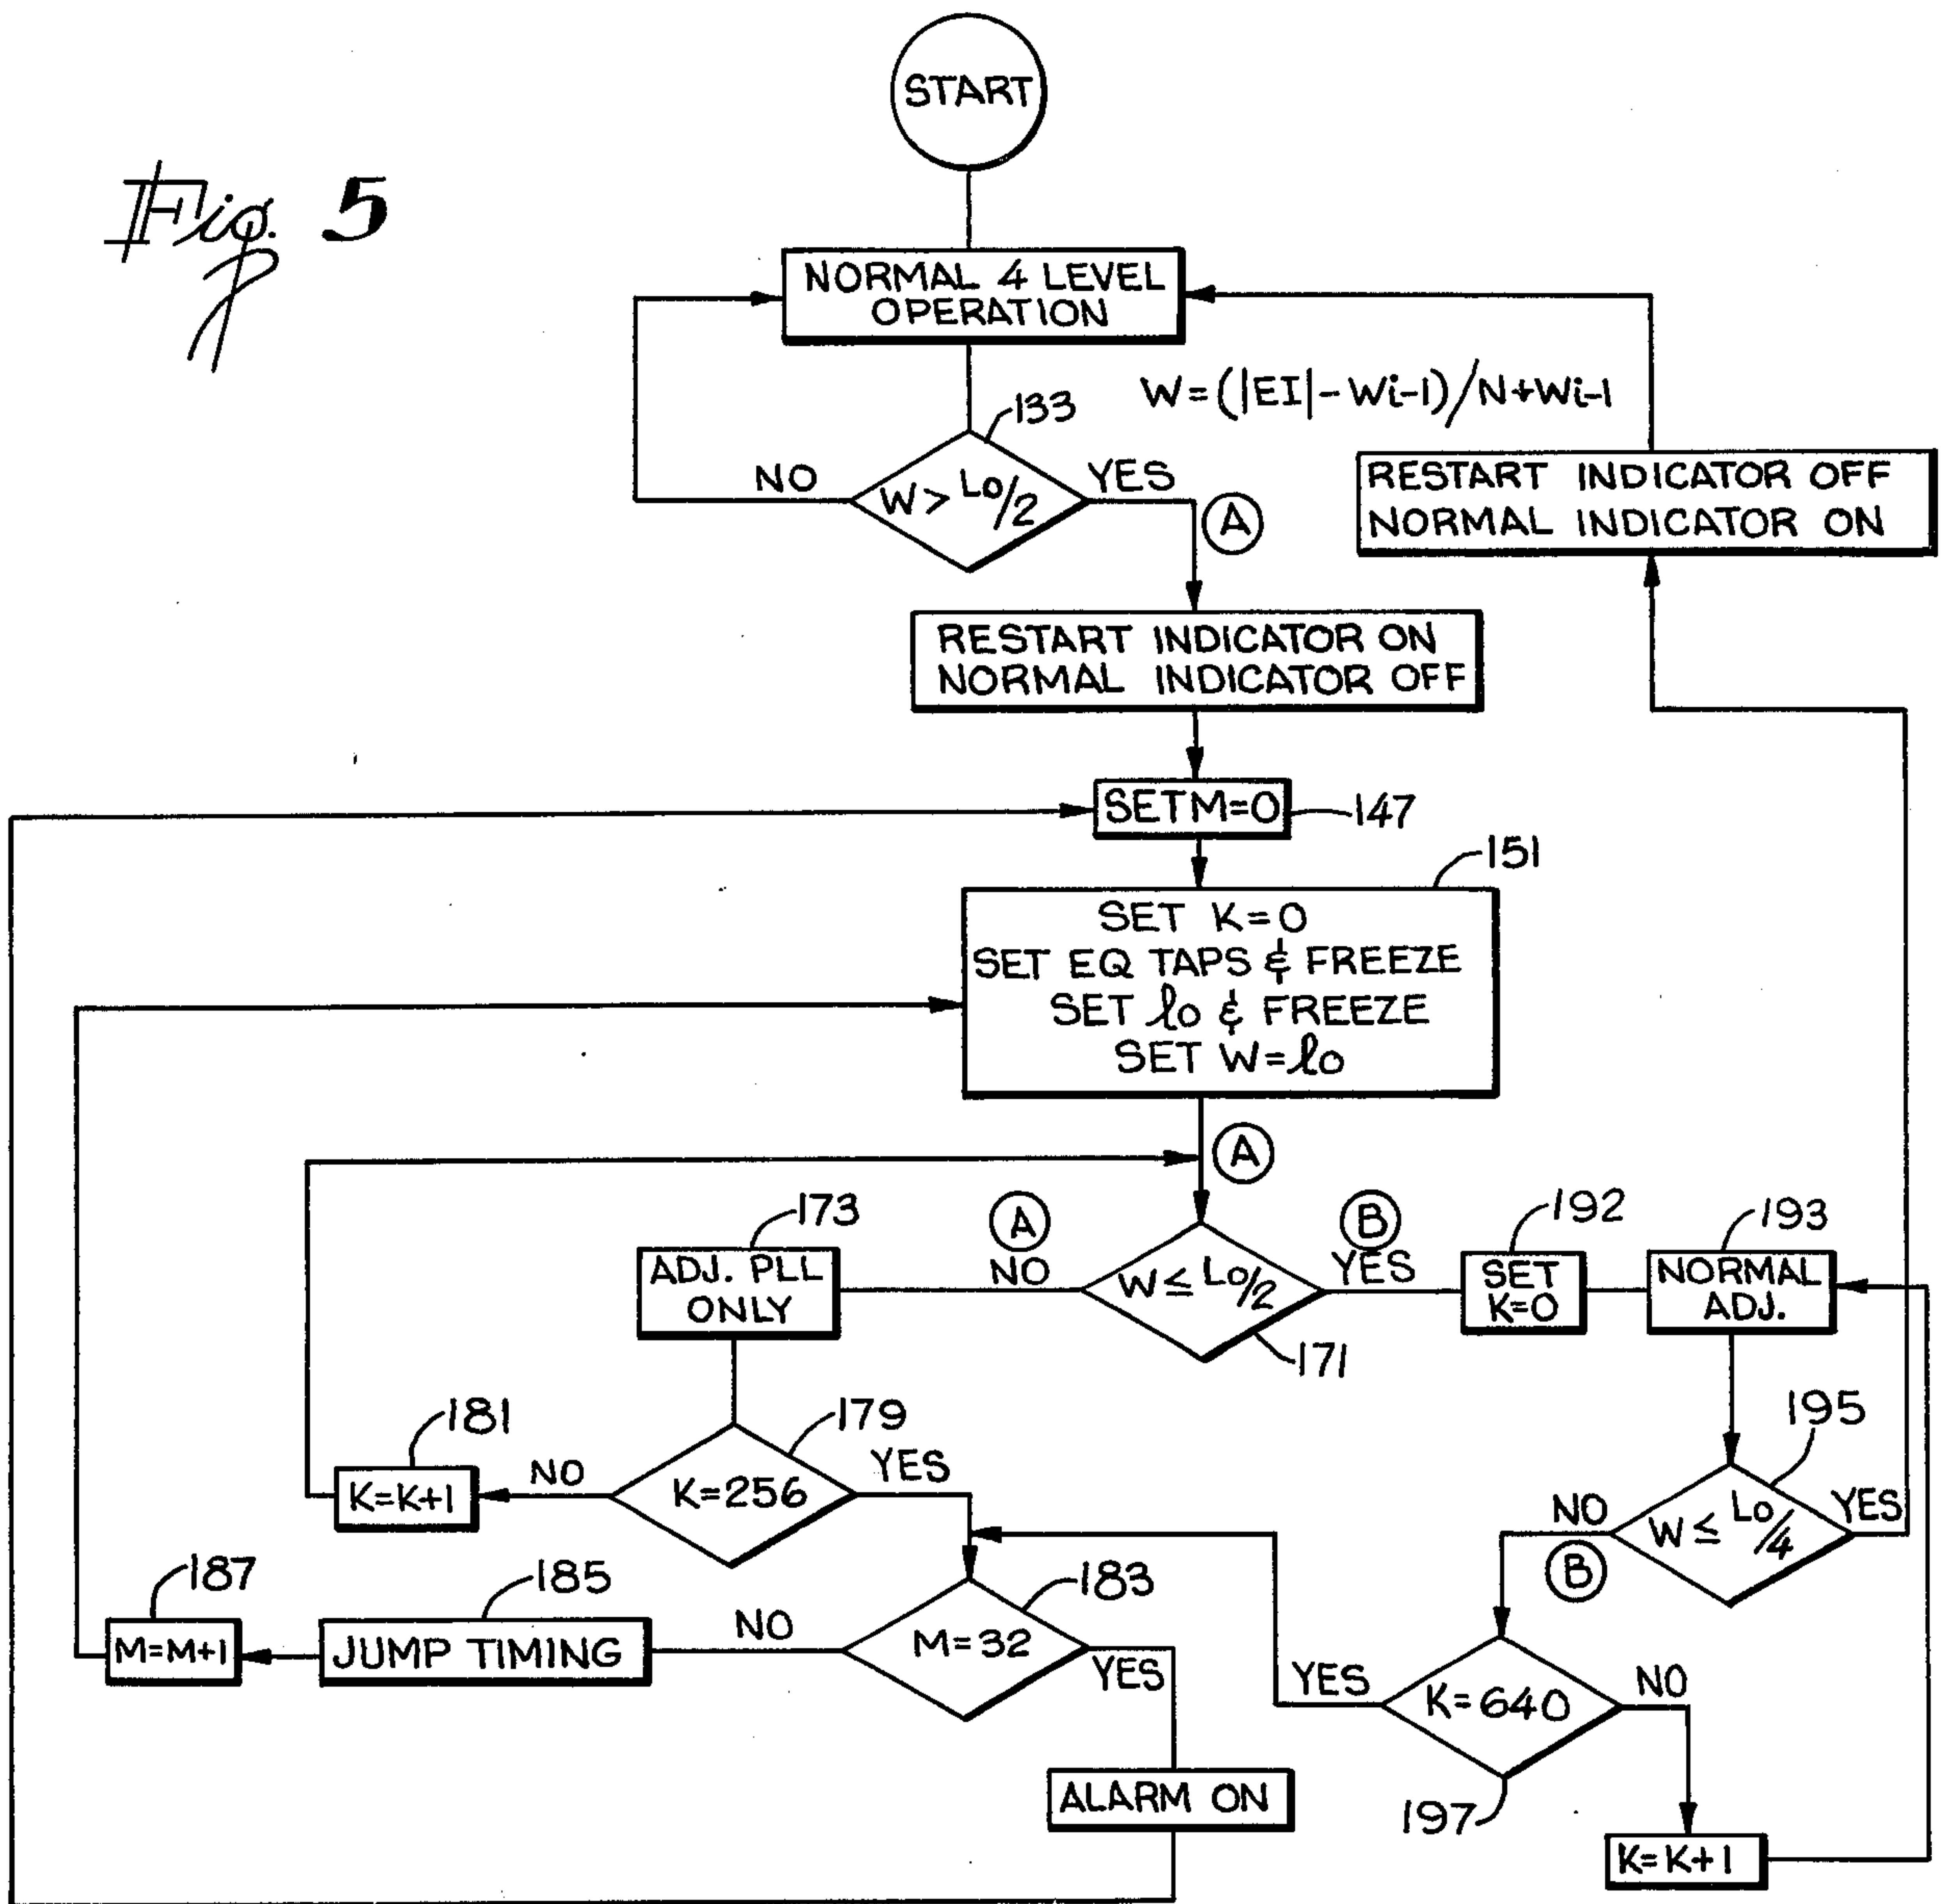 START
Fig. 5
NORMAL 4 LEVEL
OPERATION
W=(|EI|-Wi-1)/N+Wi-1
133
NO
W > Lo/2
YES
A
RESTART INDICATOR OFF
NORMAL INDICATOR ON
RESTART INDICATOR ON
NORMAL INDICATOR OFF
SET M=0
147
151
SET K=0
SET EQ TAPS & FREEZE
SET lo & FREEZE
SET W=lo
A
173
A
B
192
193
ADJ. PLL
ONLY
NO
W ≤ Lo/2
YES
SET
K=0
NORMAL
ADJ.
171
181
179
195
K=K+1
NO
K=256
YES
NO
W ≤ Lo/4
YES
B
187
185
183
M=M+1
JUMP TIMING
NO
M=32
YES
YES
K=640
NO
197
ALARM ON
K=K+1